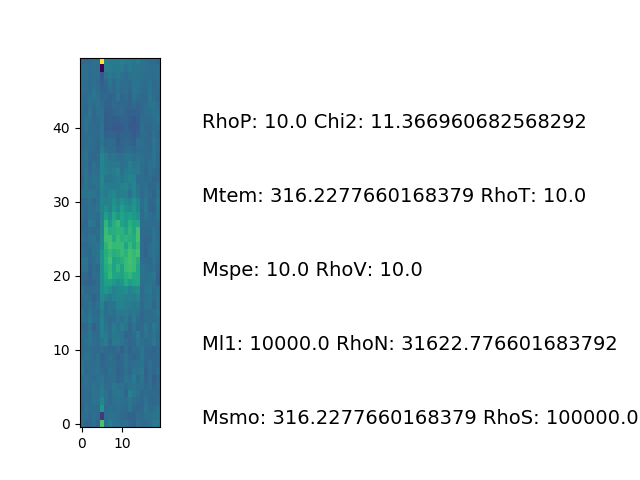 RhoP: 10.0 Chi2: 11.366960682568292
40
Mtem: 316.2277660168379 RhoT: 10.0
30
Mspe: 10.0 RhoV: 10.0
20
Ml1: 10000.0 RhoN: 31622.776601683792
10
Msmo: 316.2277660168379 RhoS: 100000.0
0
0 10